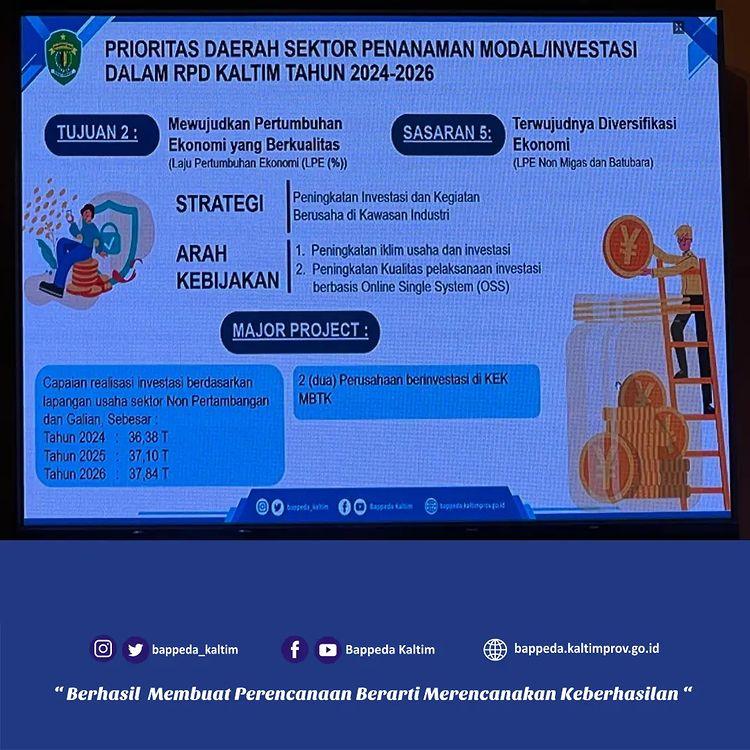 PRIORITAS DAERAH SEKTOR PENANAMAN MODAL/INVESTASI
DALAM RPD KALTIM TAHUN 2024-2026
TUJUAN 2 :
Mewujudkan Pertumbuhan
Ekonomi yang Berkualitas
(Laju Pertumbuhan Ekonomi (LPE (%))
SASARAN 5:
Terwujudnya Diversifikasi
Ekonomi
(LPE Non Migas dan Batubara)
STRATEGI
Peningkatan Investasi dan Kegiatan
Berusaha di Kawasan Industri
ARAH
KEBIJAKAN
1. Peningkatan iklim usaha dan investasi
2. Peningkatan Kualitas pelaksanaan investasi
berbasis Online Single System (OSS)
MAJOR PROJECT :
Capaian realisasi investasi berdasarkan
lapangan usaha sektor Non Pertambangan
dan Galian, Sebesar :
Tahun 2024 : 36,38 T
Tahun 2025 : 37,10 T
Tahun 2026 : 37,84 T
2 (dua) Perusahaan berinvestasi di KEK
MBTK
bappeda_kaltim Bappeda Kaltim bappeda.kaltimprov.go.id
bappeda_kaltim Bappeda Kaltim bappeda.kaltimprov.go.id
“ Berhasil Membuat Perencanaan Berarti Merencanakan Keberhasilan “